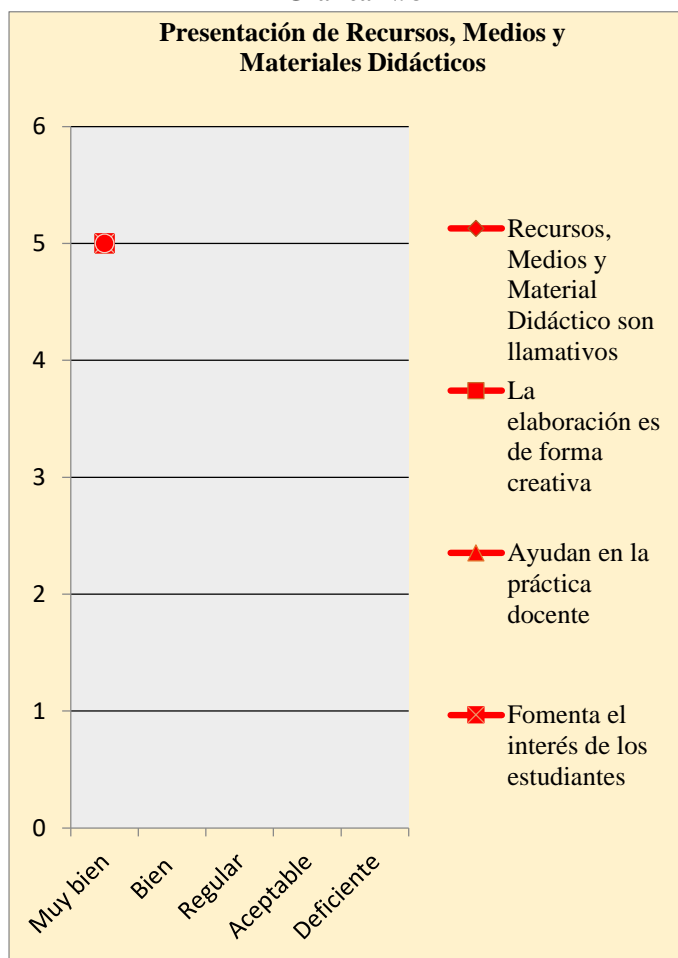 Presentación de Recursos, Medios y
Materiales Didácticos
6
5
4
3
2
1
0
Muy bien
Bien
Regular
Aceptable
Deficiente
Recursos,
Medios y
Material
Didáctico son
llamativos
La
elaboración es
de forma
creativa
Ayudan en la
práctica
docente
Fomenta el
interés de los
estudiantes